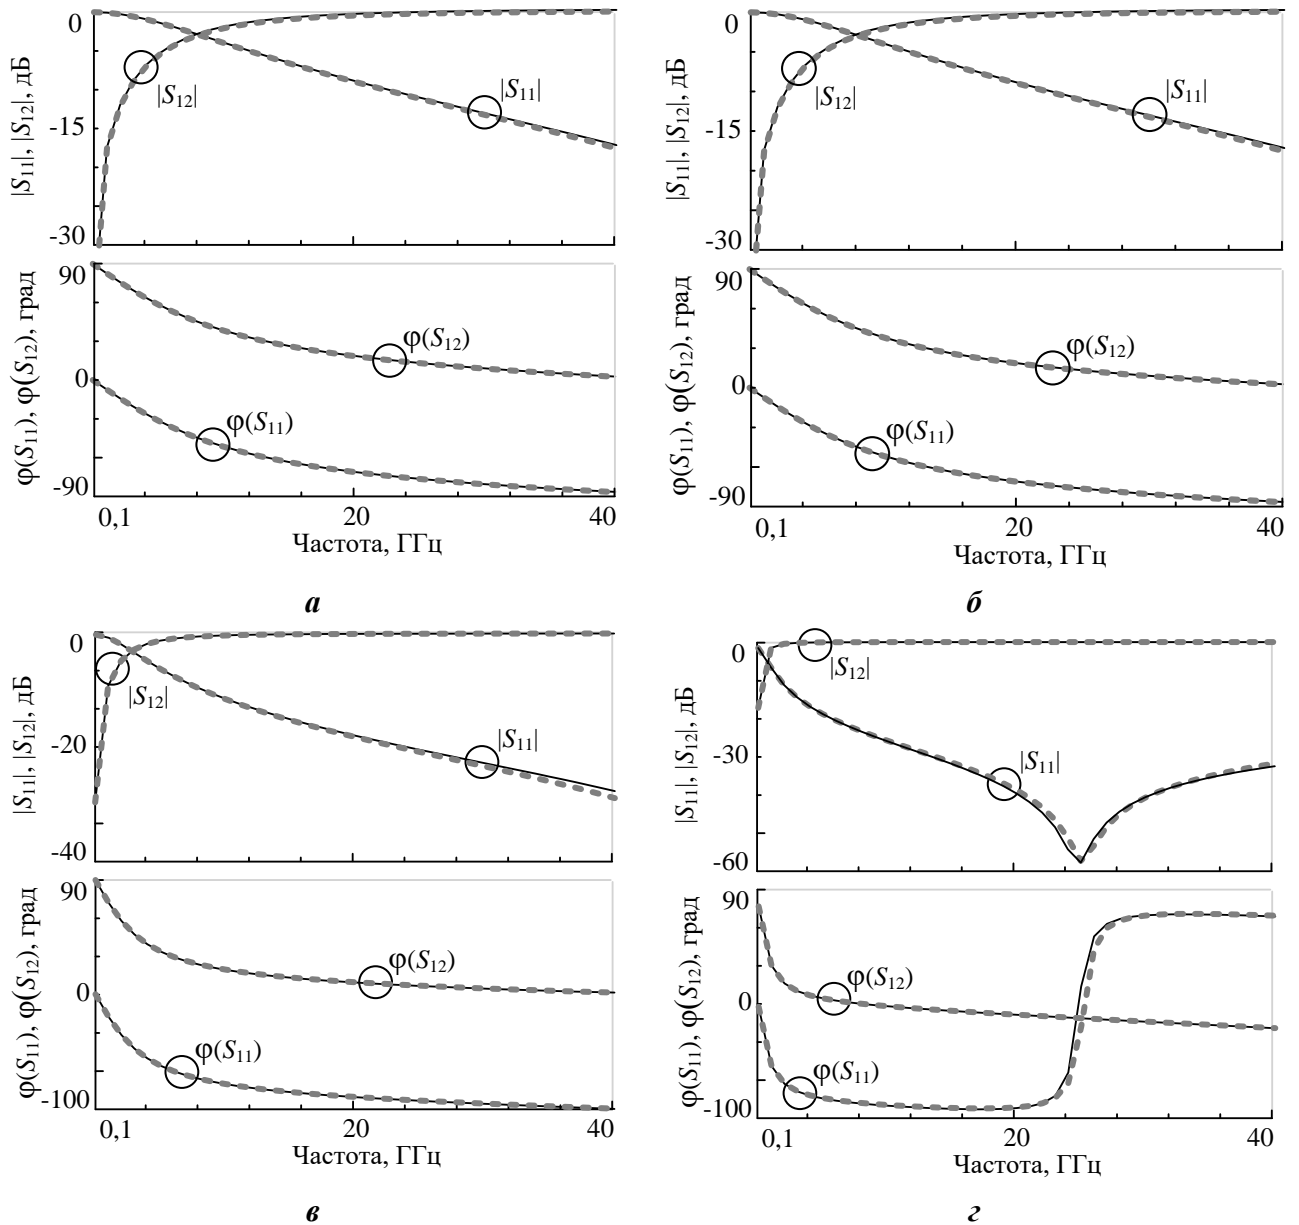 |S11|, |S12|, дБ
0
-15
-30
|S12|
|S11|
φ(S11), φ(S12), град
90
0
-90
φ(S12)
φ(S11)
0,1
20
40
Частота, ГГц
а
|S11|, |S12|, дБ
0
-15
-30
|S12|
|S11|
φ(S11), φ(S12), град
90
0
-90
φ(S12)
φ(S11)
0,1
20
40
Частота, ГГц
б
|S11|, |S12|, дБ
0
-20
-40
|S12|
|S11|
φ(S11), φ(S12), град
90
0
-100
φ(S12)
φ(S11)
0,1
20
40
Частота, ГГц
в
|S11|, |S12|, дБ
0
-30
-60
|S12|
|S11|
φ(S11), φ(S12), град
90
0
-100
φ(S12)
φ(S11)
0,1
20
40
Частота, ГГц
г